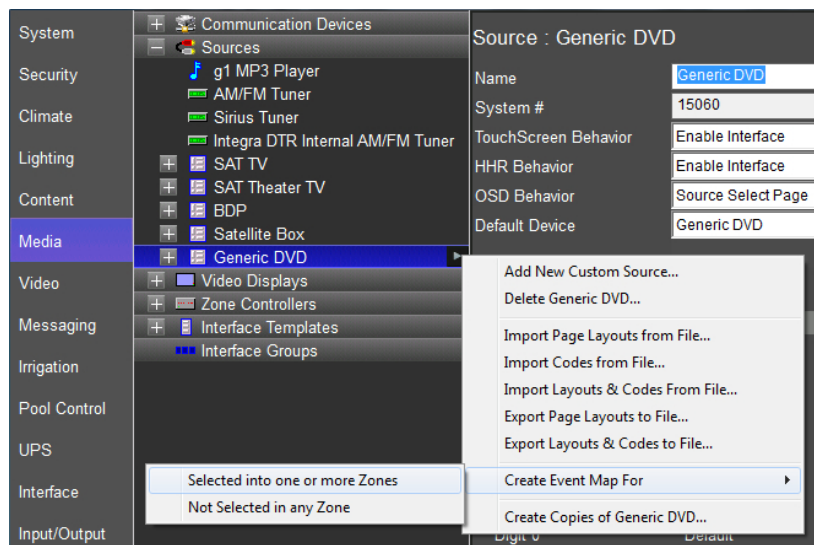 System
Security
Climate
Lighting
Content
Media
Video
Messaging
Irrigation
Pool Control
UPS
Interface
Input/Output
Communication Devices
Sources
g1 MP3 Player
AM/FM Tuner
Sirius Tuner
Integra DTR Internal AM/FM Tuner
SAT TV
SAT Theater TV
BDP
Satellite Box
Generic DVD
Video Displays
Zone Controllers
Interface Templates
Interface Groups
Source : Generic DVD
Name Generic DVD
System # 15060
TouchScreen Behavior Enable Interface
HHR Behavior Enable Interface
OSD Behavior Source Select Page
Default Device Generic DVD
Add New Custom Source...
Delete Generic DVD...
Import Page Layouts from File...
Import Codes from File...
Import Layouts & Codes From File...
Export Page Layouts to File...
Export Layouts & Codes to File...
Create Event Map For
Create Copies of Generic DVD...
Selected into one or more Zones
Not Selected in any Zone
Digit 0 Default